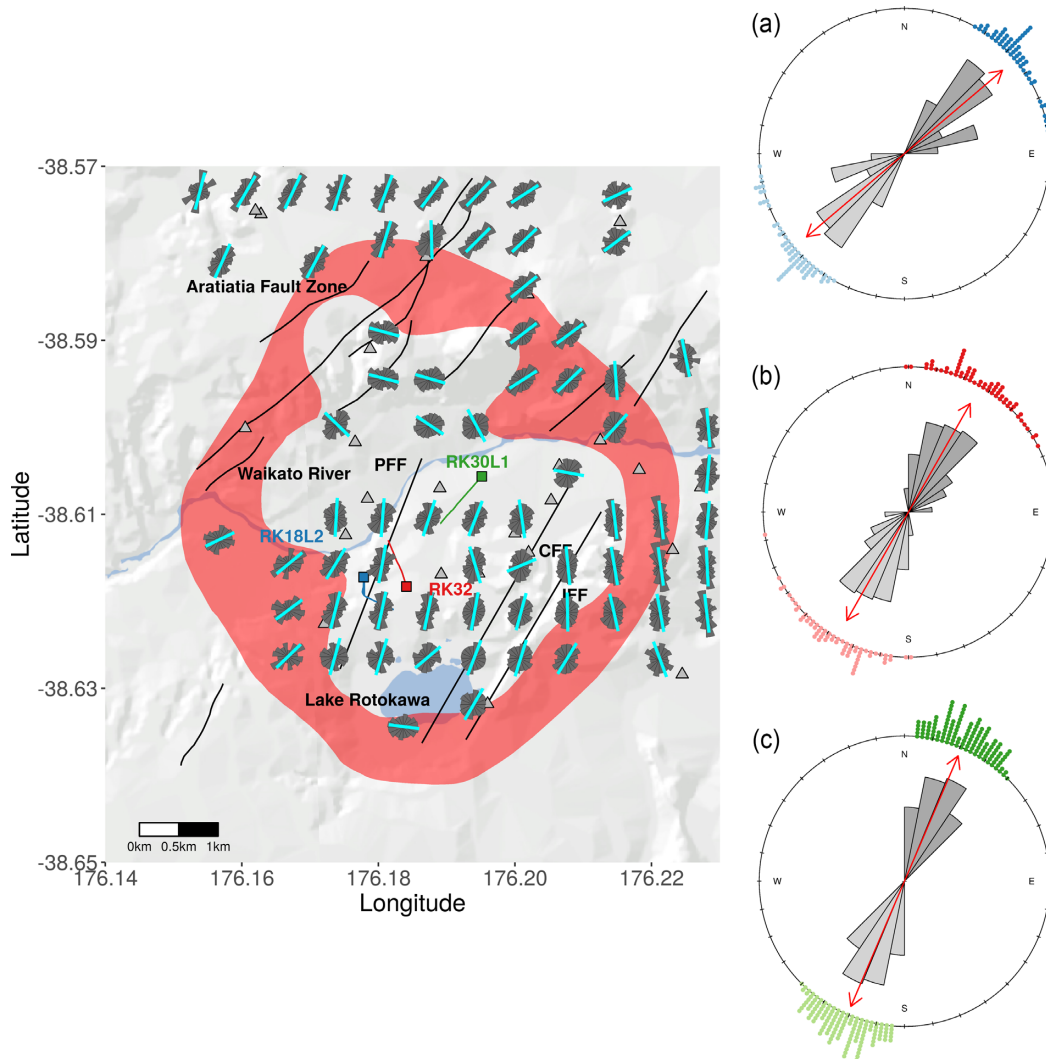 -38.57
-38.59
-38.61
-38.63
-38.65
Latitude
176.14
176.16
176.18
176.20
176.22
Longitude
Aratiatia Fault Zone
Waikato River
PFF
RK30L1
RK18L2
CFF
RK32
IFF
Lake Rotokawa
0km 0.5km 1km
(a)
N
W
E
S
(b)
N
W
E
S
(c)
N
W
E
S